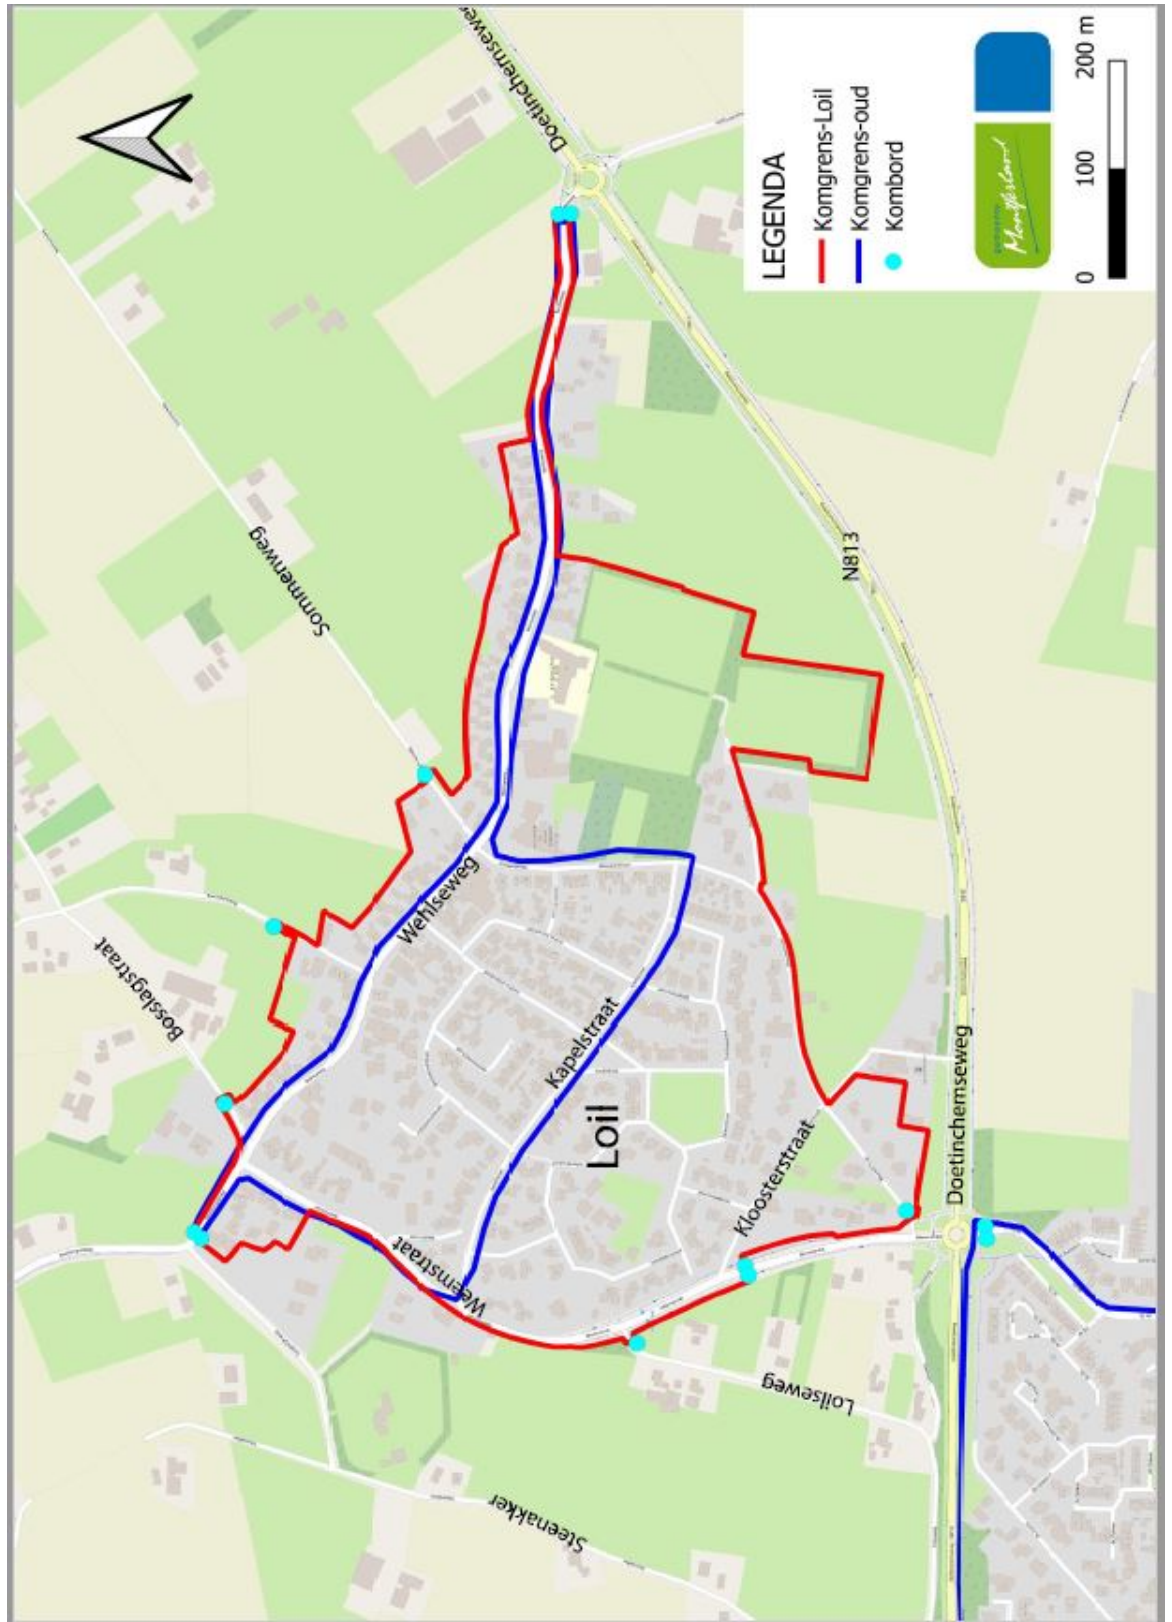 LEGENDA
Komgrens-Loil
Komgrens-oud
Kombord
Montferland
0 100 200 m
Doetinchemseweg
Sommenweg
Bosslagstraat
Wehlseweg
N813
Kapelstraat
Loil
Weemstraat
Kloosterstraat
Doetinchemseweg
Loilseweg
Steenakker